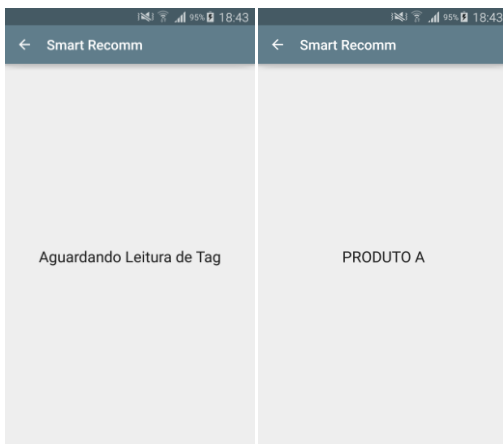 95% 18:43
Smart Recomm
Aguardando Leitura de Tag
95% 18:43
Smart Recomm
PRODUTO A